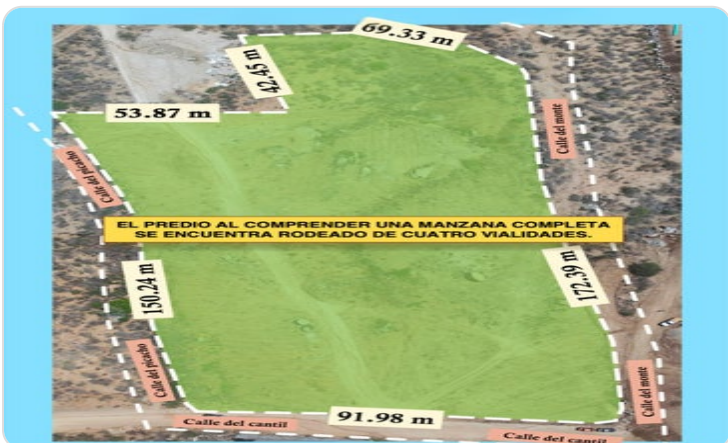 69.33 m
42.45 m
53.87 m
Calle del monte
Calle del picacho
EL PREDIO AL COMPRENDER UNA MANZANA COMPLETA
SE ENCUENTRA RODEADO DE CUATRO VIALIDADES.
150.24 m
172.39 m
Calle del picacho
Calle del monte
91.98 m
Calle del cantil
Calle del cantil